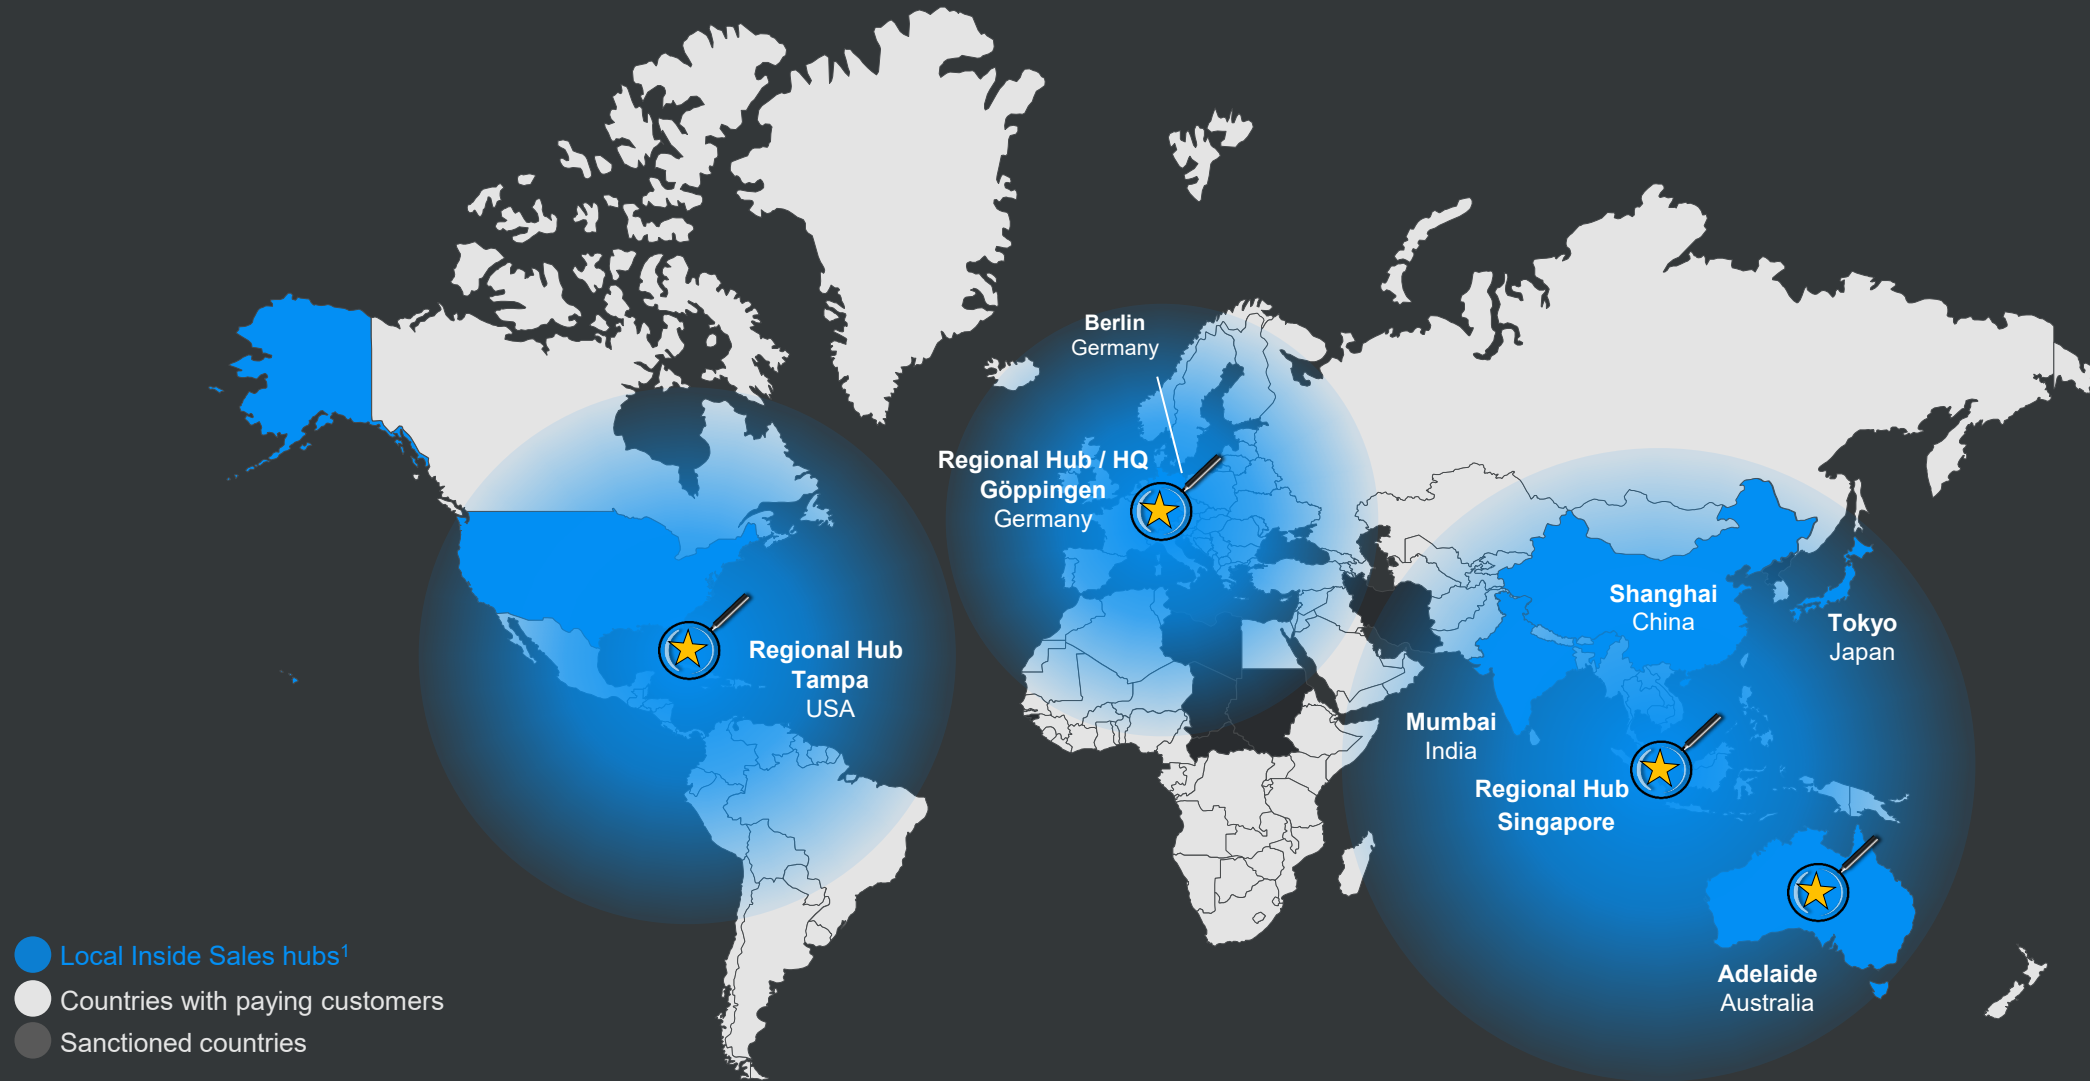 Berlin
Germany
Regional Hub / HQ
Göppingen
Germany
Regional Hub
Tampa
USA
Shanghai
China
Tokyo
Japan
Mumbai
India
Regional Hub
Singapore
Adelaide
Australia
Local Inside Sales hubs¹
Countries with paying customers
Sanctioned countries